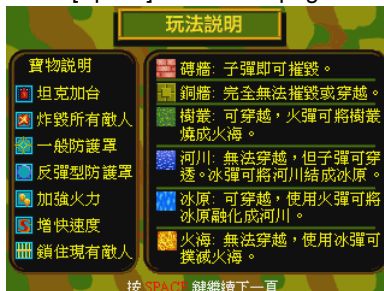 玩法説明
寶物説明
坦克加台
炸毀所有敵人
一般防護罩
反彈型防護罩
加強火力
增快速度
鎖住現有敵人
磚牆: 子彈即可摧毀。
銅牆: 完全無法摧毀或穿越。
樹叢: 可穿越，火彈可將樹叢
燒成火海。
河川: 無法穿越，但子彈可穿
透。冰彈可將河川結成冰原。
冰原: 可穿越，使用火彈可將
冰原融化成河川。
火海: 無法穿越，使用冰彈可
撲滅火海。
按 SPACE 鍵繼續下一頁